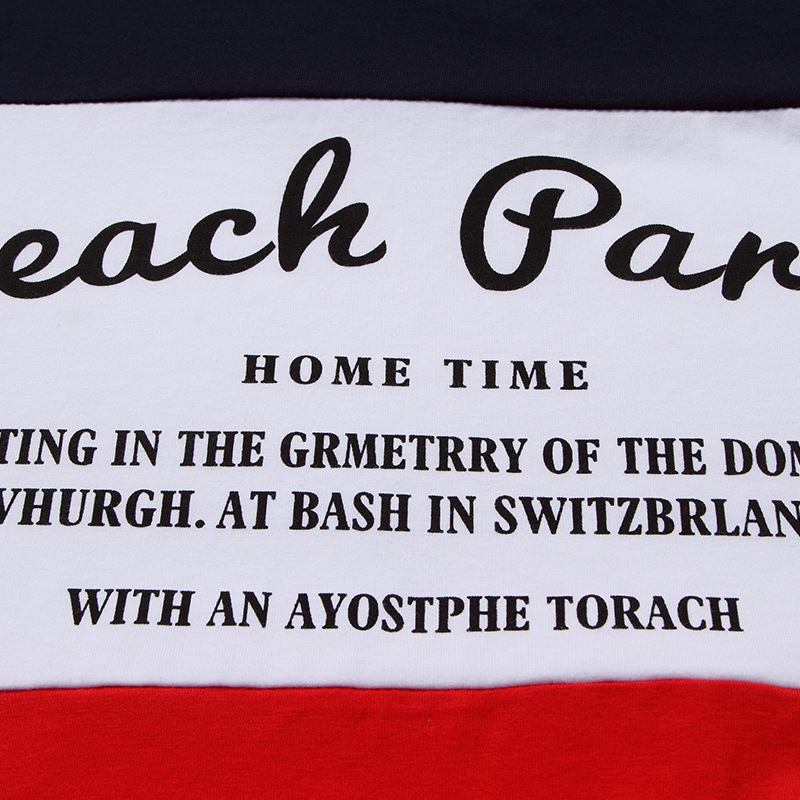 each Par
HOME TIME
TING IN THE GRMETRRY OF THE DOM
VHURGH. AT BASH IN SWITZBRLAN
WITH AN AYOSTPHE TORACH